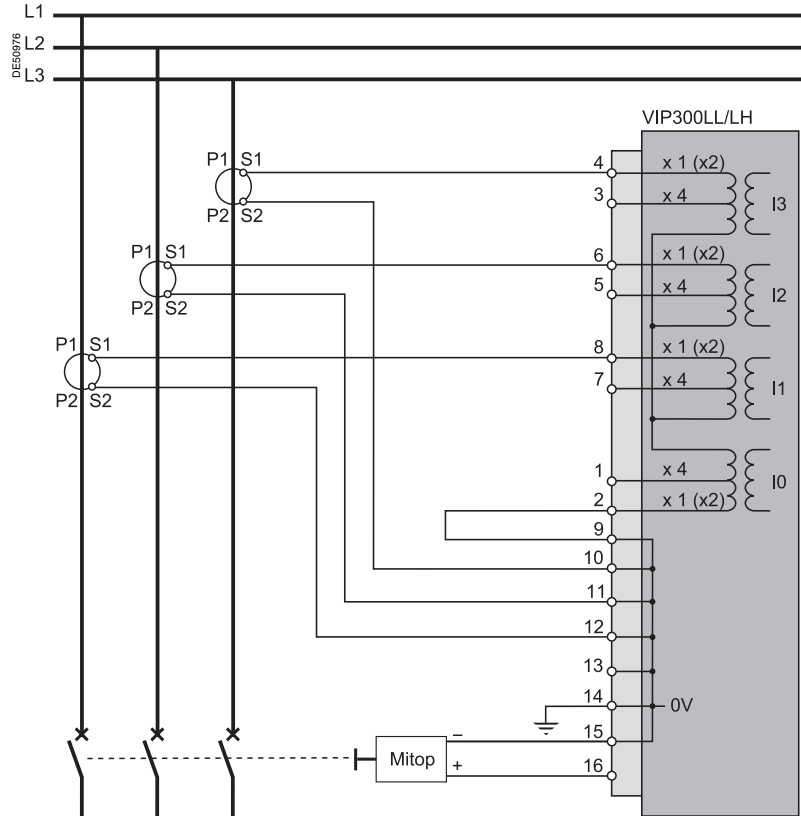 L1
DE50976
L2
L3
VIP300LL/LH
P1 S1
4
x 1 (x2)
3
x 4
I3
P2 S2
P1 S1
6
x 1 (x2)
5
x 4
I2
P2 S2
P1 S1
8
x 1 (x2)
7
x 4
I1
P2 S2
1
x 4
I0
2
x 1 (x2)
9
10
11
12
13
14
0V
15
–
Mitop
+
16